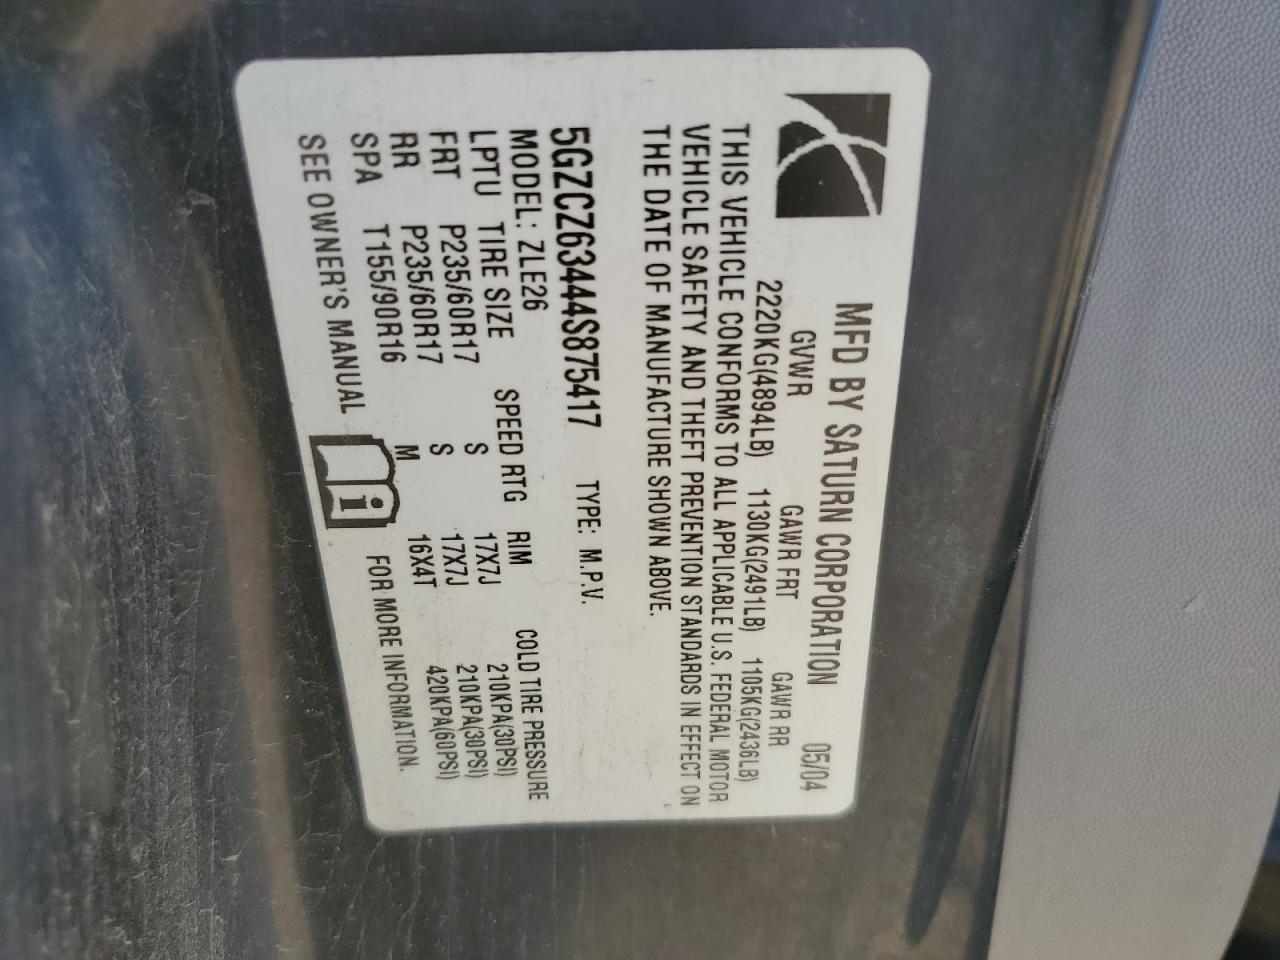 MFD BY SATURN CORPORATION 05/04
GVWR GAWR FRT GAWR RR
2220KG(4894LB) 1130KG(2491LB) 1105KG(2436LB)
THIS VEHICLE CONFORMS TO ALL APPLICABLE U.S. FEDERAL MOTOR
VEHICLE SAFETY AND THEFT PREVENTION STANDARDS IN EFFECT ON
THE DATE OF MANUFACTURE SHOWN ABOVE.
5GZCZ63444S875417 TYPE: M.P.V.
MODEL: ZLE26
LPTU TIRE SIZE SPEED RTG RIM COLD TIRE PRESSURE
FRT P235/60R17 S 17X7J 210KPA(30PSI)
RR P235/60R17 S 17X7J 210KPA(30PSI)
SPA T155/90R16 M 16X4T 420KPA(60PSI)
SEE OWNER'S MANUAL i FOR MORE INFORMATION.